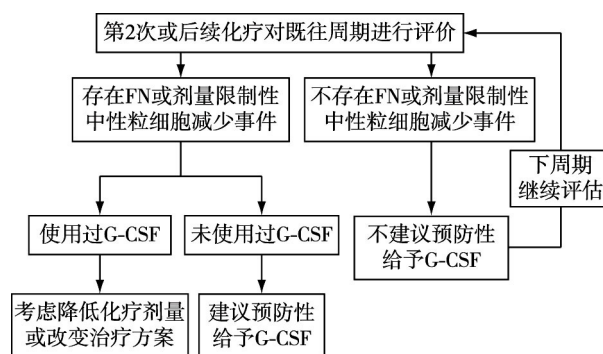 第2次或后续化疗对既往周期进行评价
存在FN或剂量限制性
中性粒细胞减少事件
不存在FN或剂量限制性
中性粒细胞减少事件
下周期
继续评估
使用过G-CSF
未使用过G-CSF
不建议预防性
给予G-CSF
考虑降低化疗剂量
或改变治疗方案
建议预防性
给予G-CSF